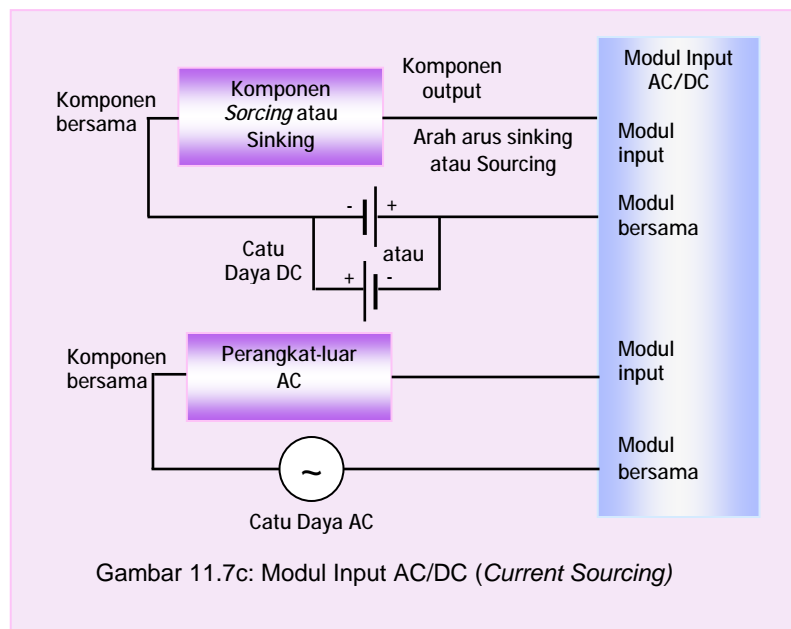 Komponen
bersama
Komponen
Sorcing atau
Sinking
Komponen
output
Arah arus sinking
atau Sourcing
Modul Input
AC/DC
Modul
input
Modul
bersama
- +
atau
Catu
Daya DC
+ -
Komponen
bersama
Perangkat-luar
AC
Modul
input
Modul
bersama
~
Catu Daya AC
Gambar 11.7c: Modul Input AC/DC (Current Sourcing)